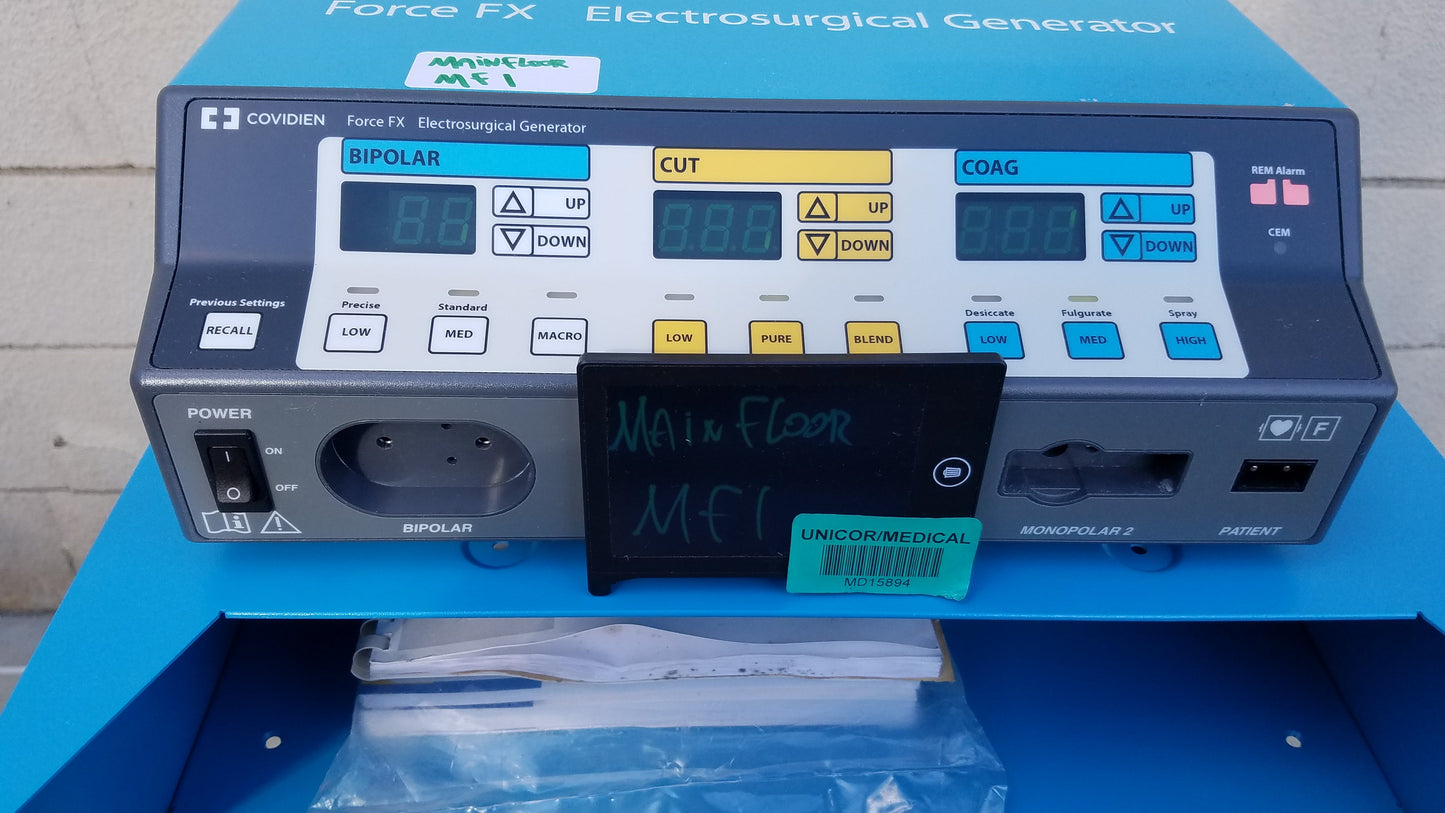 Force FX Electrosurgical Generator
MAINFLOOR
MF1
COVIDIEN Force FX Electrosurgical Generator
BIPOLAR
CUT
COAG
UP
DOWN
UP
DOWN
UP
DOWN
REM Alarm
CEM
Previous Settings
RECALL
Precise
LOW
Standard
MED
MACRO
LOW
PURE
BLEND
Desiccate
LOW
Fulgurate
MED
Spray
HIGH
POWER
I
O
ON
OFF
i
BIPOLAR
MAINFLOOR
MF1
UNICOR/MEDICAL
MD15894
MONOPOLAR 2
F
PATIENT